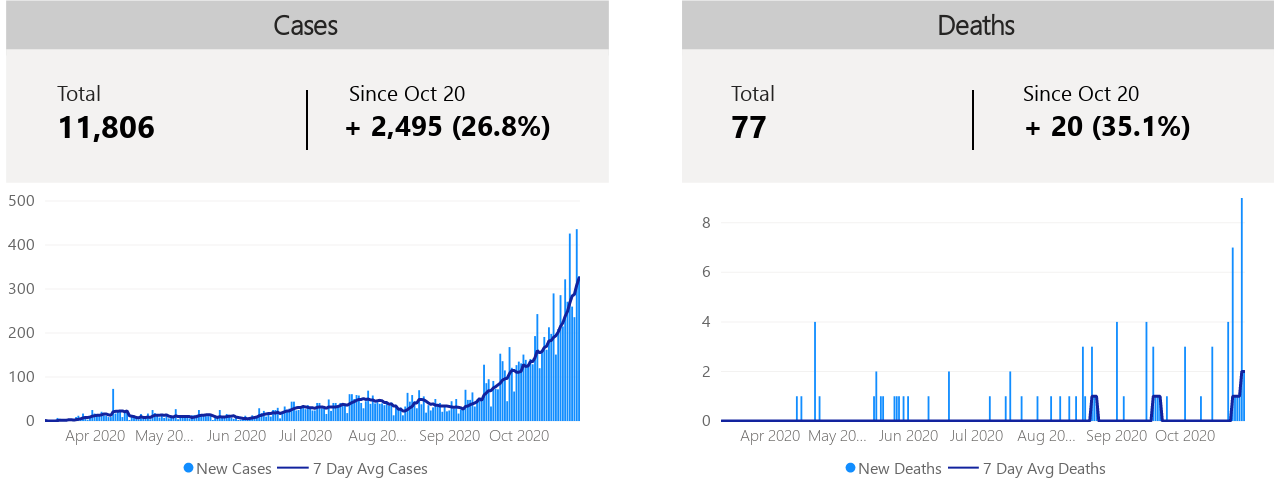 Cases
Total
Since Oct 20
11,806
+ 2,495 (26.8%)
500
400
300
200
100
0
Apr 2020 May 20... Jun 2020 Jul 2020 Aug 20... Sep 2020 Oct 2020
New Cases 7 Day Avg Cases
Deaths
Total
Since Oct 20
77
+ 20 (35.1%)
8
6
4
2
0
Apr 2020 May 20... Jun 2020 Jul 2020 Aug 20... Sep 2020 Oct 2020
New Deaths 7 Day Avg Deaths